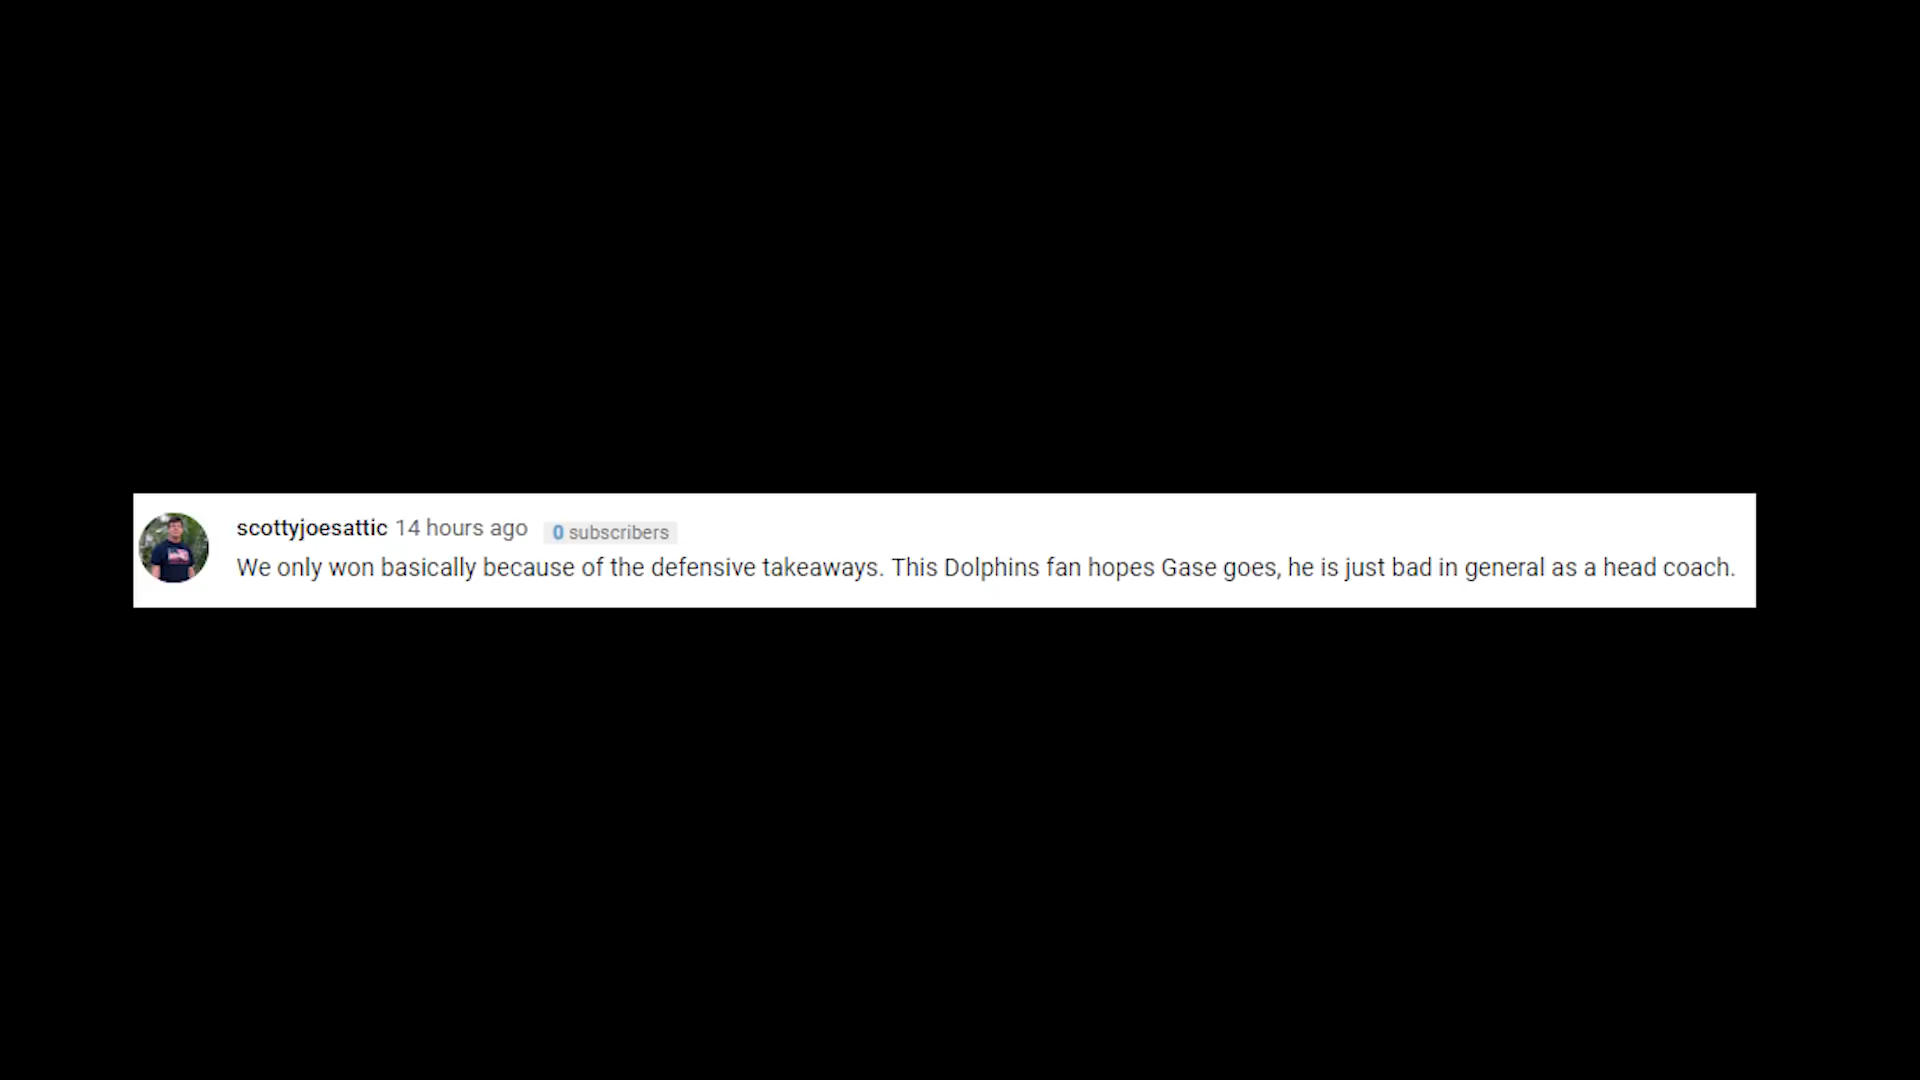 scottyjoesattic 14 hours ago 0 subscribers
We only won basically because of the defensive takeaways. This Dolphins fan hopes Gase goes, he is just bad in general as a head coach.